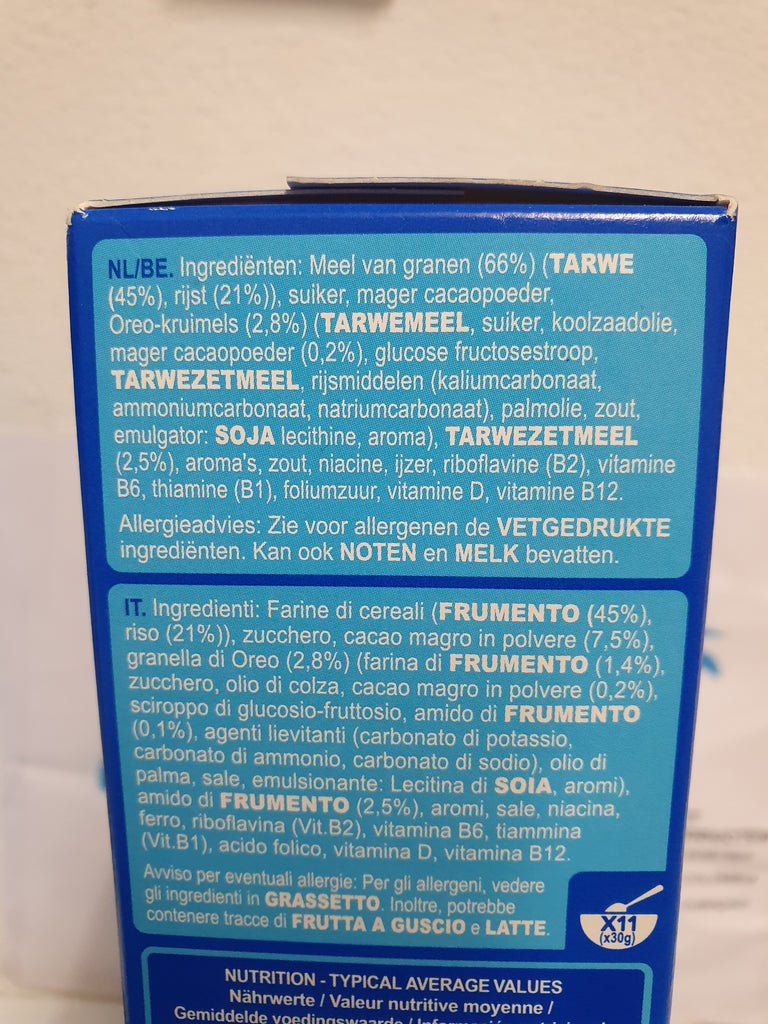 NL/BE. Ingrediënten: Meel van granen (66%) (TARWE
(45%), rijst (21%)), suiker, mager cacaopoeder,
Oreo-kruimels (2,8%) (TARWEMEEL, suiker, koolzaadolie,
mager cacaopoeder (0,2%), glucose fructosestroop,
TARWEZETMEEL, rijsmiddelen (kaliumcarbonaat,
ammoniumcarbonaat, natriumcarbonaat), palmolie, zout,
emulgator: SOJA lecithine, aroma), TARWEZETMEEL
(2,5%), aroma's, zout, niacine, ijzer, riboflavine (B2), vitamine
B6, thiamine (B1), foliumzuur, vitamine D, vitamine B12.
Allergieadvies: Zie voor allergenen de VETGEDRUKTE
ingrediënten. Kan ook NOTEN en MELK bevatten.
IT. Ingredienti: Farine di cereali (FRUMENTO (45%),
riso (21%)), zucchero, cacao magro in polvere (7,5%),
granella di Oreo (2,8%) (farina di FRUMENTO (1,4%),
zucchero, olio di colza, cacao magro in polvere (0,2%),
sciroppo di glucosio-fruttosio, amido di FRUMENTO
(0,1%), agenti lievitanti (carbonato di potassio,
carbonato di ammonio, carbonato di sodio), olio di
palma, sale, emulsionante: Lecitina di SOIA, aromi),
amido di FRUMENTO (2,5%), aromi, sale, niacina,
ferro, riboflavina (Vit.B2), vitamina B6, tiammina
(Vit.B1), acido folico, vitamina D, vitamina B12.
Avviso per eventuali allergie: Per gli allergeni, vedere
gli ingredienti in GRASSETTO. Inoltre, potrebbe
contenere tracce di FRUTTA A GUSCIO e LATTE.
X11
(x30g)
NUTRITION - TYPICAL AVERAGE VALUES
Nährwerte / Valeur nutritive moyenne /
Gemiddelde voedingswaarde /